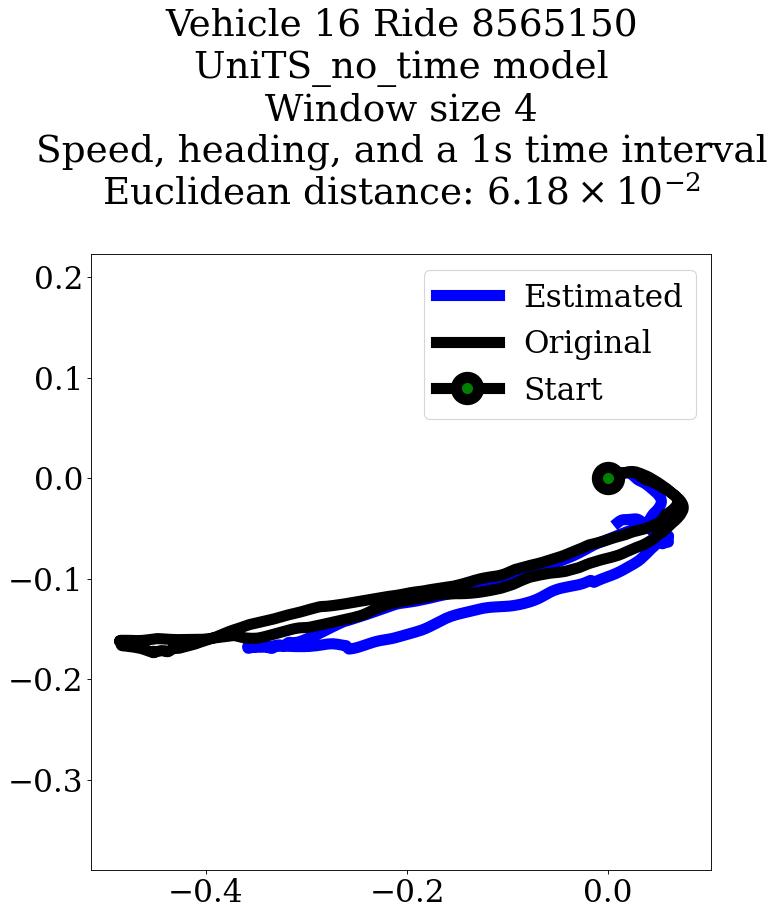 Vehicle 16 Ride 8565150
UniTS_no_time model
Window size 4
Speed, heading, and a 1s time interval
Euclidean distance: 6.18 × 10⁻²
Estimated
Original
Start
0.2
0.1
0.0
−0.1
−0.2
−0.3
−0.4
−0.2
0.0